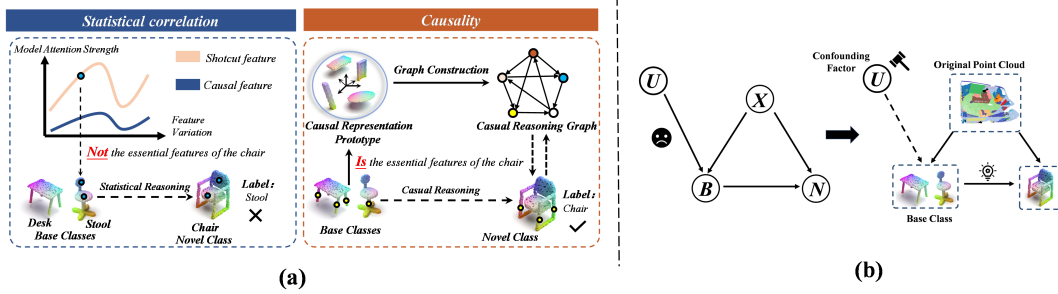 Statistical correlation
Model Attention Strength
Shotcut feature
Causal feature
Feature
Variation
Not the essential features of the chair
Statistical Reasoning
Label:
Stool
Desk
Stool
Base Classes
Chair
Novel Class
Causality
Graph Construction
Causal Representation
Prototype
Casual Reasoning Graph
Is the essential features of the chair
Casual Reasoning
Label:
Chair
Base Classes
Novel Class
(a)
U
X
B
N
Confounding
Factor
U
Original Point Cloud
Base Class
(b)